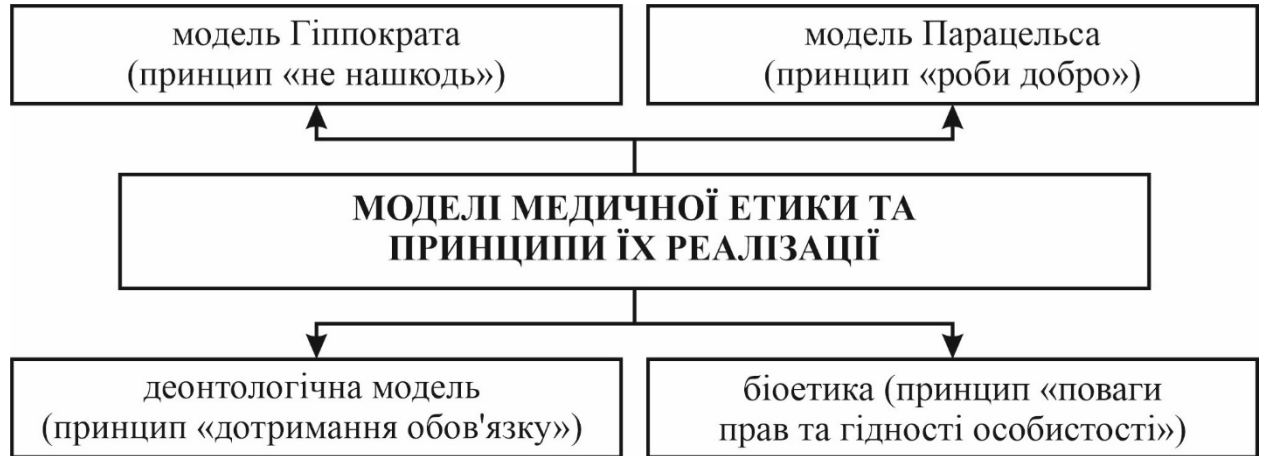 модель Гіппократа
(принцип «не нашкодь»)
модель Парацельса
(принцип «роби добро»)
МОДЕЛІ МЕДИЧНОЇ ЕТИКИ ТА
ПРИНЦИПИ ЇХ РЕАЛІЗАЦІЇ
деонтологічна модель
(принцип «дотримання обов'язку»)
біоетика (принцип «поваги
прав та гідності особистості»)